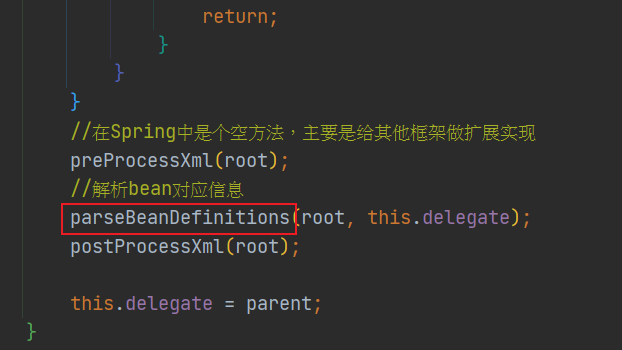 return;
}
}
}
//在Spring中是个空方法，主要是给其他框架做扩展实现
preProcessXml(root);
//解析bean对应信息
parseBeanDefinitions(root, this.delegate);
postProcessXml(root);
this.delegate = parent;
}